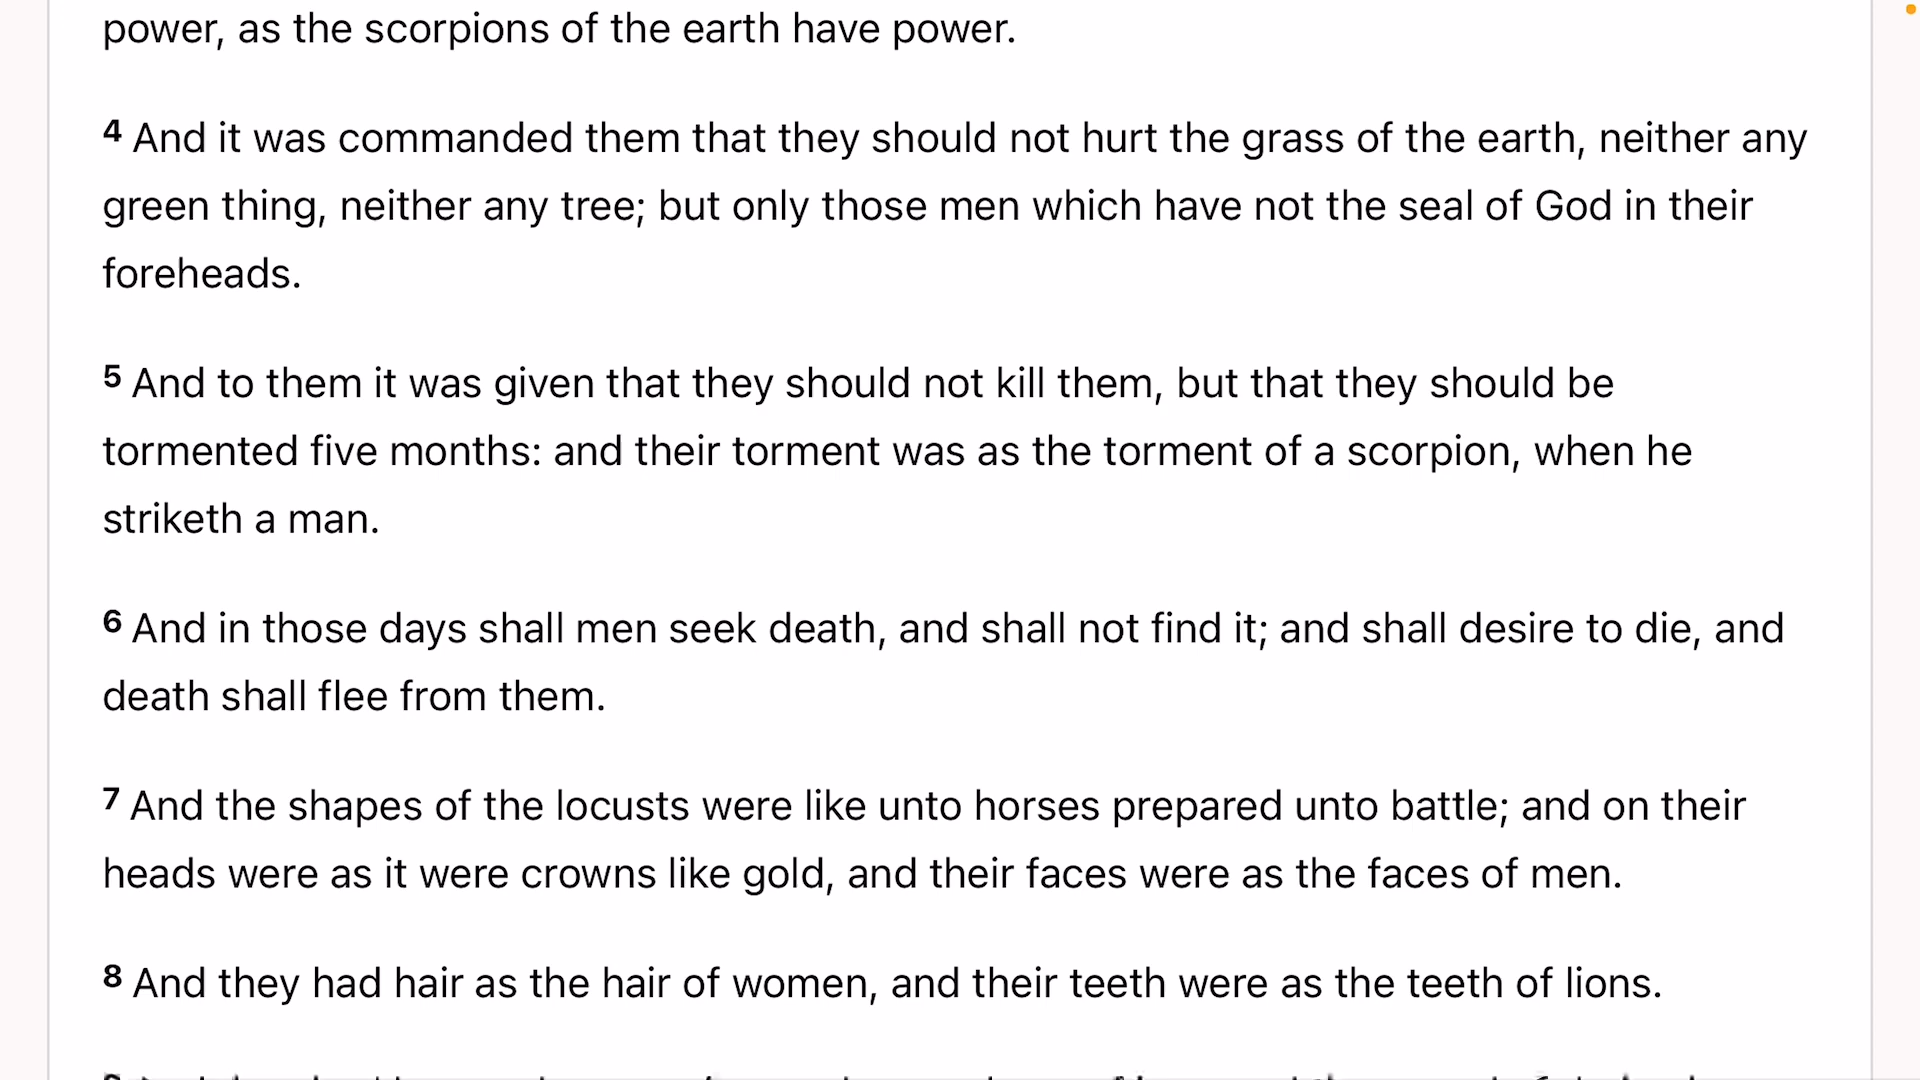 power, as the scorpions of the earth have power.
4 And it was commanded them that they should not hurt the grass of the earth, neither any
green thing, neither any tree; but only those men which have not the seal of God in their
foreheads.
5 And to them it was given that they should not kill them, but that they should be
tormented five months: and their torment was as the torment of a scorpion, when he
striketh a man.
6 And in those days shall men seek death, and shall not find it; and shall desire to die, and
death shall flee from them.
7 And the shapes of the locusts were like unto horses prepared unto battle; and on their
heads were as it were crowns like gold, and their faces were as the faces of men.
8 And they had hair as the hair of women, and their teeth were as the teeth of lions.